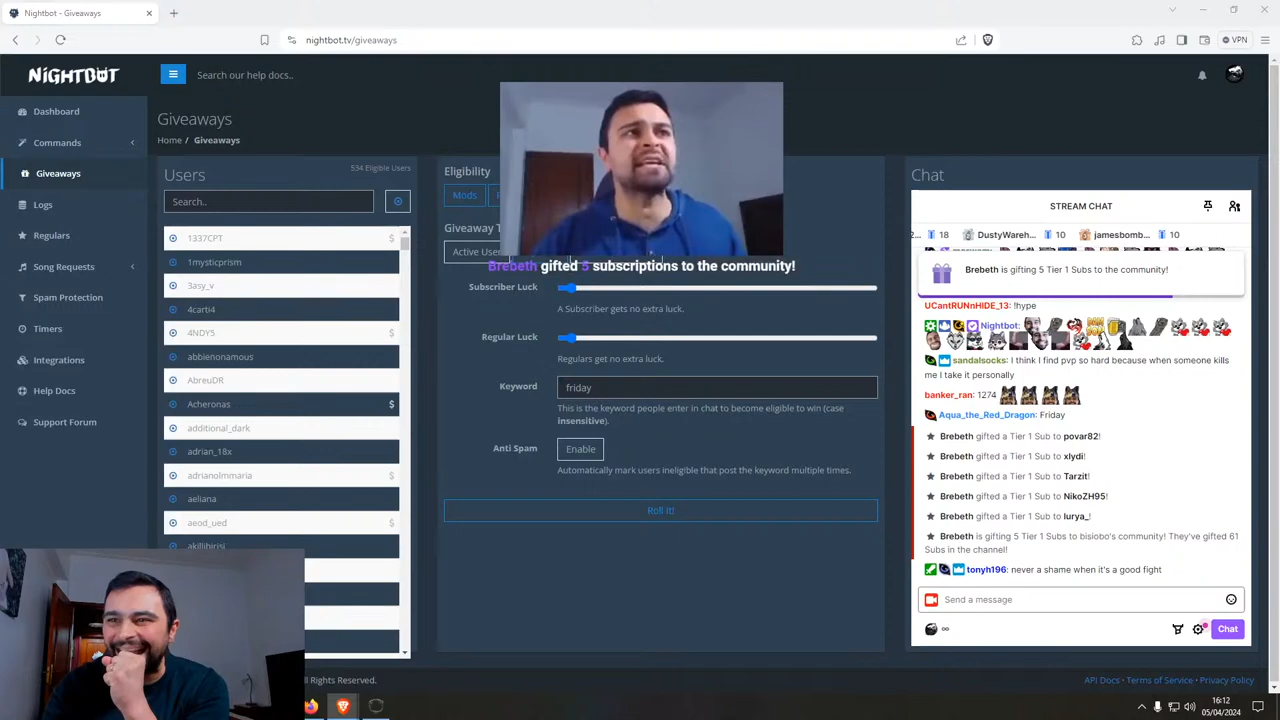 Nightbot - Giveaways
nightbot.tv/giveaways
VPN
NiGHTBOT
Search our help docs..
Dashboard
Commands
Giveaways
Logs
Regulars
Song Requests
Spam Protection
Timers
Integrations
Help Docs
Support Forum
Giveaways
Home / Giveaways
Users
534 Eligible Users
Search..
1337CPT $
1mysticprism
3asy_v
4carti4
4NDY5 $
abbienonamous
AbreuDR
Acheronas $
additional_dark
adrian_18x
adrianolmmaria $
aeliana
aeod_ued $
akillibirisi
Eligibility
Mods
Giveaway T
Active User
Brebeth gifted 5 subscriptions to the community!
Subscriber Luck
A Subscriber gets no extra luck.
Regular Luck
Regulars get no extra luck.
Keyword
friday
This is the keyword people enter in chat to become eligible to win (case
insensitive).
Anti Spam
Enable
Automatically mark users ineligible that post the keyword multiple times.
Roll It!
Chat
STREAM CHAT
2... 18 DustyWareh... 10 jamesbomb... 10
Brebeth is gifting 5 Tier 1 Subs to the community!
UCantRUNnHIDE_13: !hype
Nightbot:
sandalsocks: I think I find pvp so hard because when someone kills
me I take it personally
banker_ran: 1274
Aqua_the_Red_Dragon: Friday
Brebeth gifted a Tier 1 Sub to povar82!
Brebeth gifted a Tier 1 Sub to xlydi!
Brebeth gifted a Tier 1 Sub to Tarzit!
Brebeth gifted a Tier 1 Sub to NikoZH95!
Brebeth gifted a Tier 1 Sub to lurya_!
Brebeth is gifting 5 Tier 1 Subs to bisiobo's community! They've gifted 61
Subs in the channel!
tonyh196: never a shame when it's a good fight
Send a message
∞
Chat
ll Rights Reserved.
API Docs - Terms of Service - Privacy Policy
16:12
05/04/2024